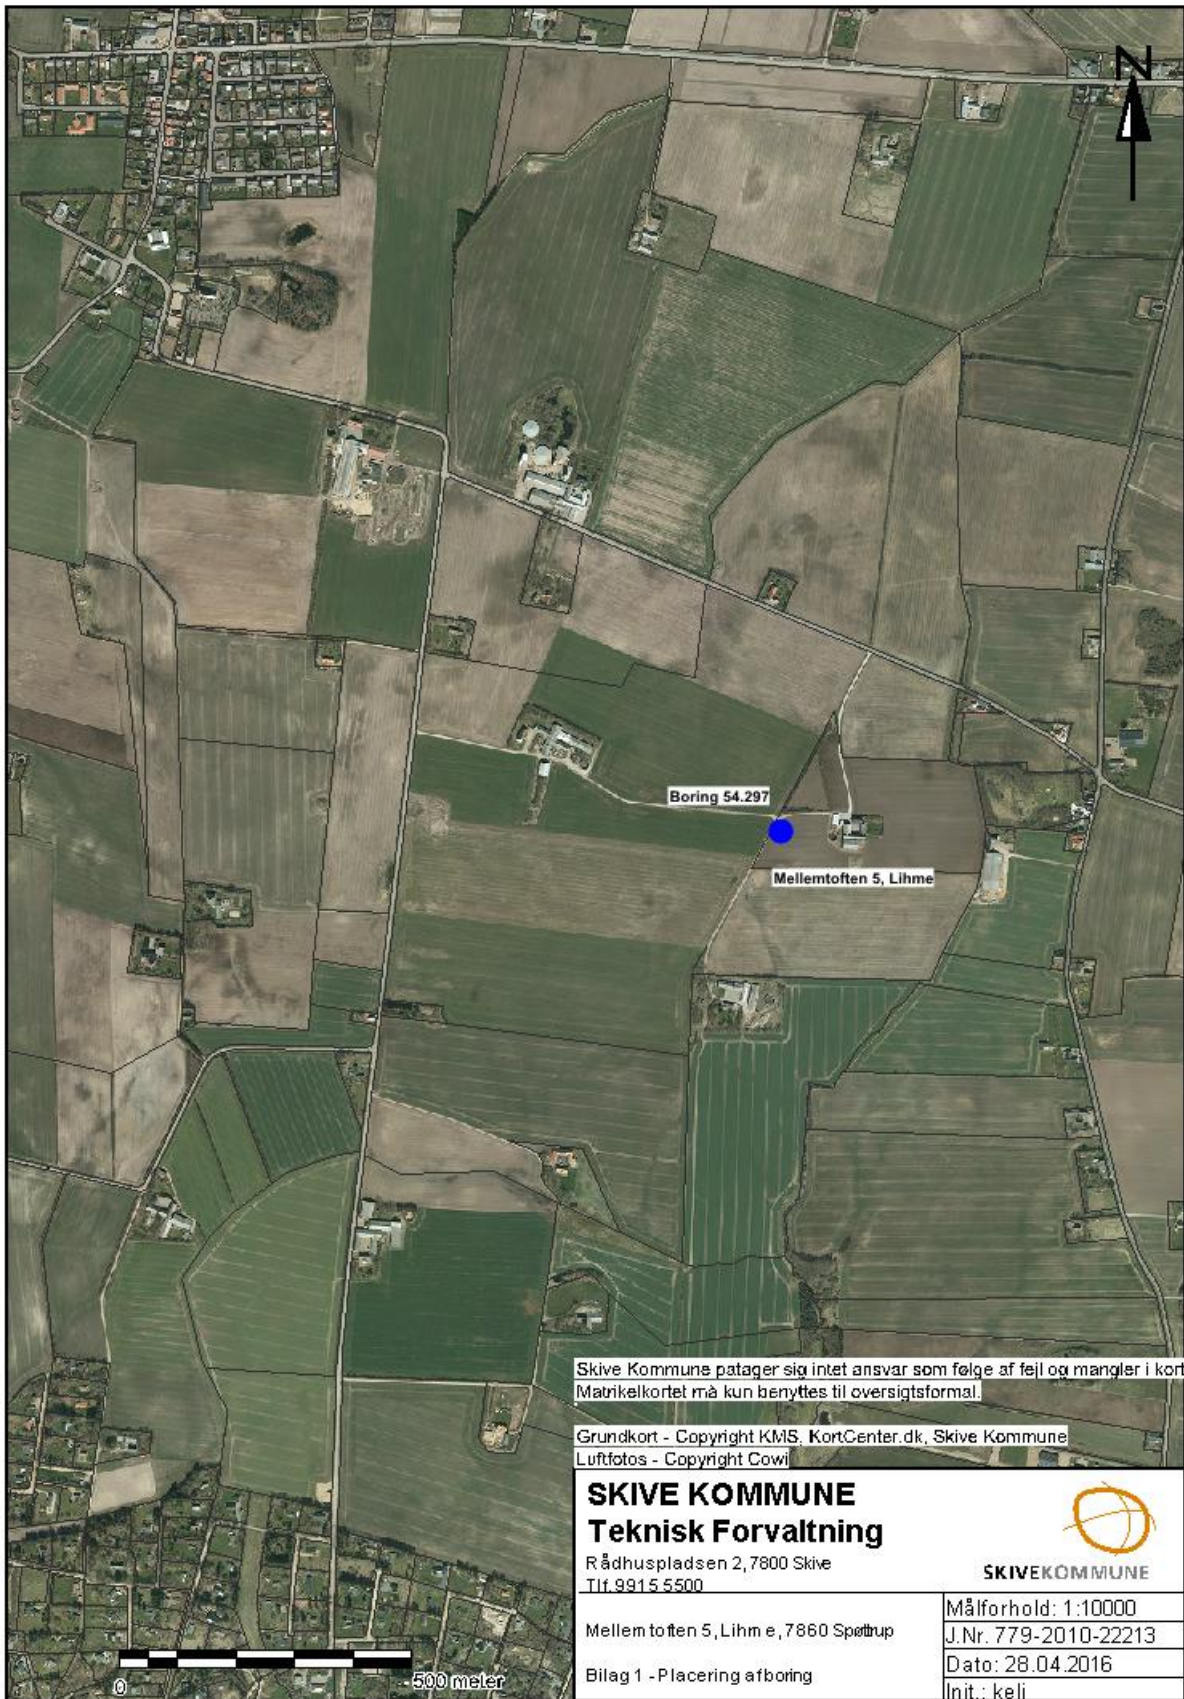 N
Boring 54.297
Mellemtoften 5, Lihme
Skive Kommune påtager sig intet ansvar som følge af fejl og mangler i kort
Matrikelkortet må kun benyttes til oversigtsformål.
Grundkort - Copyright KMS, KortCenter.dk, Skive Kommune
Luftfotos - Copyright Cowi
SKIVE KOMMUNE
Teknisk Forvaltning
Rådhuspladsen 2, 7800 Skive
Tlf. 9915 5500
SKIVEKOMMUNE
Mellemtoften 5, Lihme, 7860 Spøttrup
Bilag 1 - Placering af boring
Målforhold: 1:10000
J.Nr. 779-2010-22213
Dato: 28.04.2016
Init.: kelj
0
500 meter